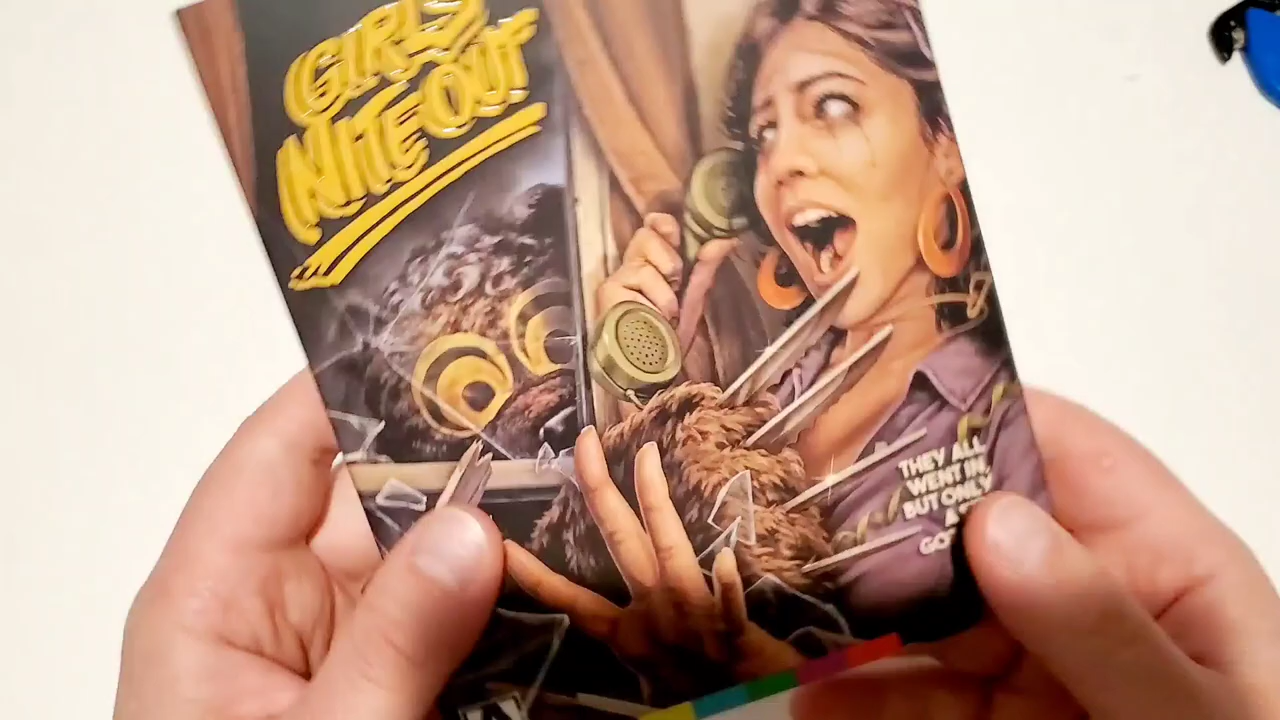 GIRLS
NITE OUT
THEY ALL
WENT IN,
BUT ONLY
A